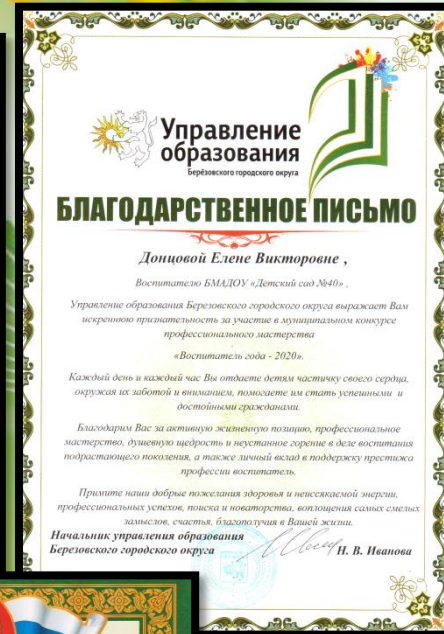 Управление
образования
Берёзовского городского округа
БЛАГОДАРСТВЕННОЕ ПИСЬМО
Донцовой Елене Викторовне ,
Воспитателю БМАДОУ «Детский сад №40» ,
Управление образования Березовского городского округа выражает Вам
искреннюю признательность за участие в муниципальном конкурсе
профессионального мастерства
«Воспитатель года - 2020».
Каждый день и каждый час Вы отдаете детям частичку своего сердца,
окружая их заботой и вниманием, помогаете им стать успешными и
достойными гражданами.
Благодарим Вас за активную жизненную позицию, профессиональное
мастерство, душевную щедрость и неустанное горение в деле воспитания
подрастающего поколения, а также личный вклад в поддержку престижа
профессии воспитатель.
Примите наши добрые пожелания здоровья и неиссякаемой энергии,
профессиональных успехов, поиска и новаторства, воплощения самых смелых
замыслов, счастья, благополучия в Вашей жизни.
Начальник управления образования
Березовского городского округа Н. В. Иванова